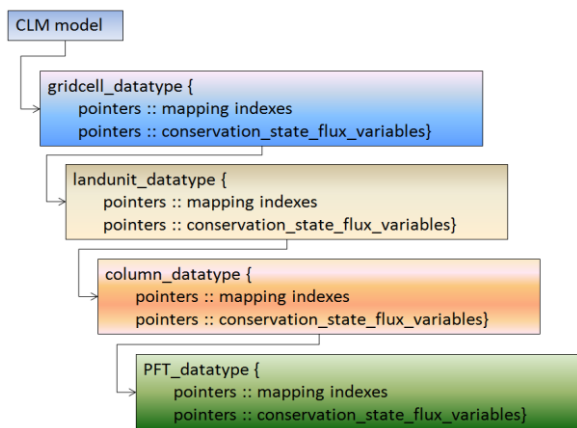 CLM model
gridcell_datatype {
pointers :: mapping indexes
pointers :: conservation_state_flux_variables}
landunit_datatype {
pointers :: mapping indexes
pointers :: conservation_state_flux_variables}
column_datatype {
pointers :: mapping indexes
pointers :: conservation_state_flux_variables}
PFT_datatype {
pointers :: mapping indexes
pointers :: conservation_state_flux_variables}